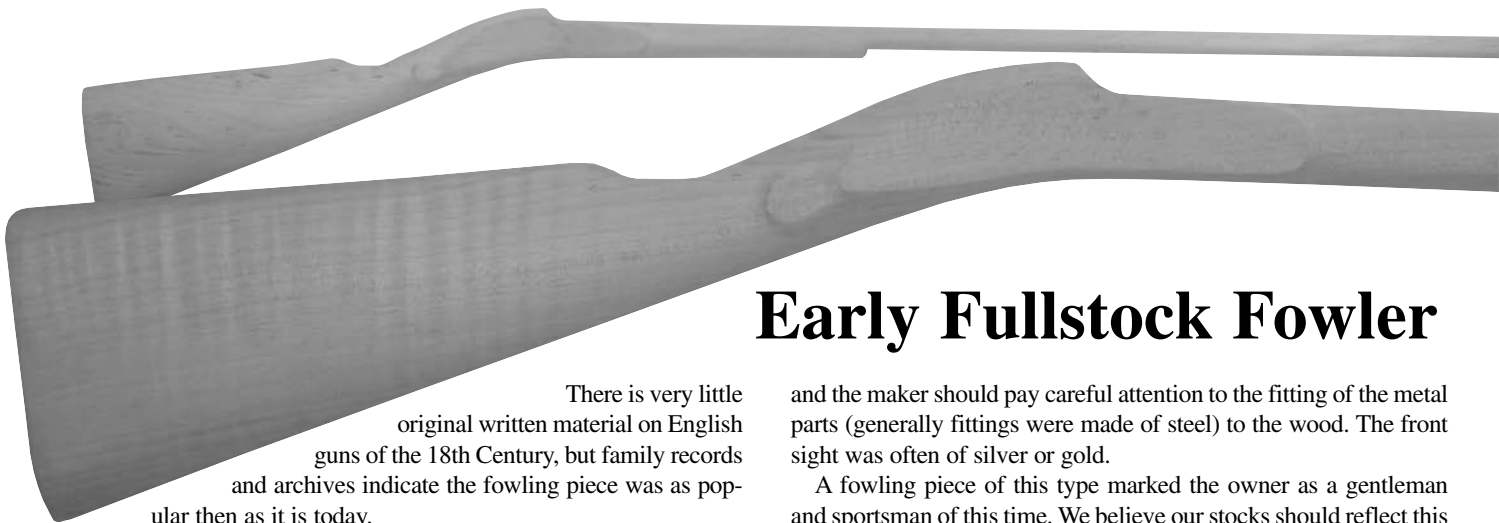 Early Fullstock Fowler
There is very little
original written material on English
guns of the 18th Century, but family records
and archives indicate the fowling piece was as pop-
ular then as it is today.
and the maker should pay careful attention to the fitting of the metal
parts (generally fittings were made of steel) to the wood. The front
sight was often of silver or gold.
A fowling piece of this type marked the owner as a gentleman
and sportsman of this time. We believe our stocks should reflect this